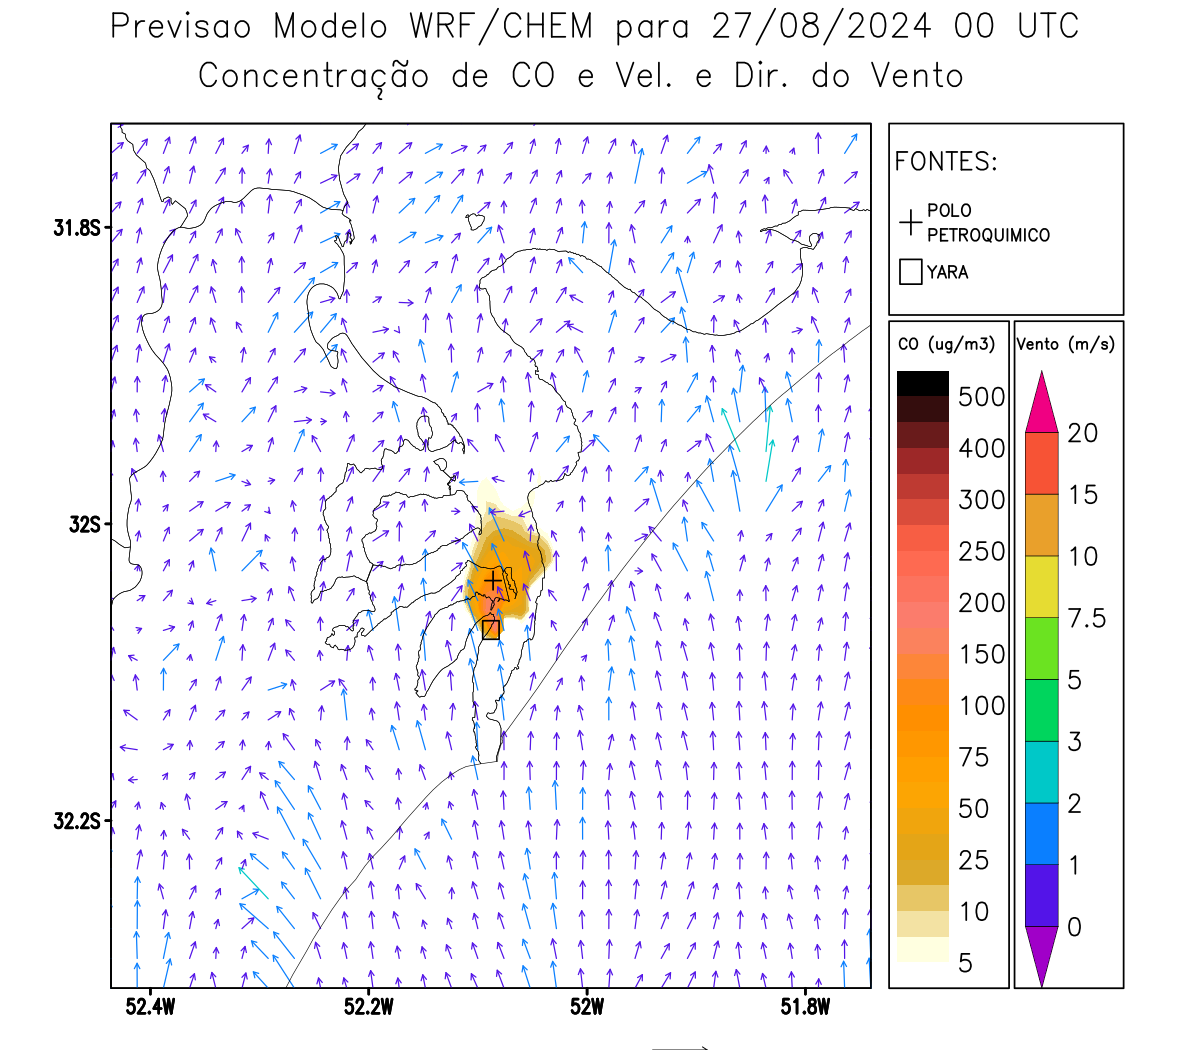 Previsao Modelo WRF/CHEM para 27/08/2024 00 UTC
Concentração de CO e Vel. e Dir. do Vento
FONTES:
POLO
PETROQUIMICO
YARA
31.8S
32S
32.2S
52.4W
52.2W
52W
51.8W
CO (ug/m3)
500
400
300
250
200
150
100
75
50
25
10
5
Vento (m/s)
20
15
10
7.5
5
3
2
1
0